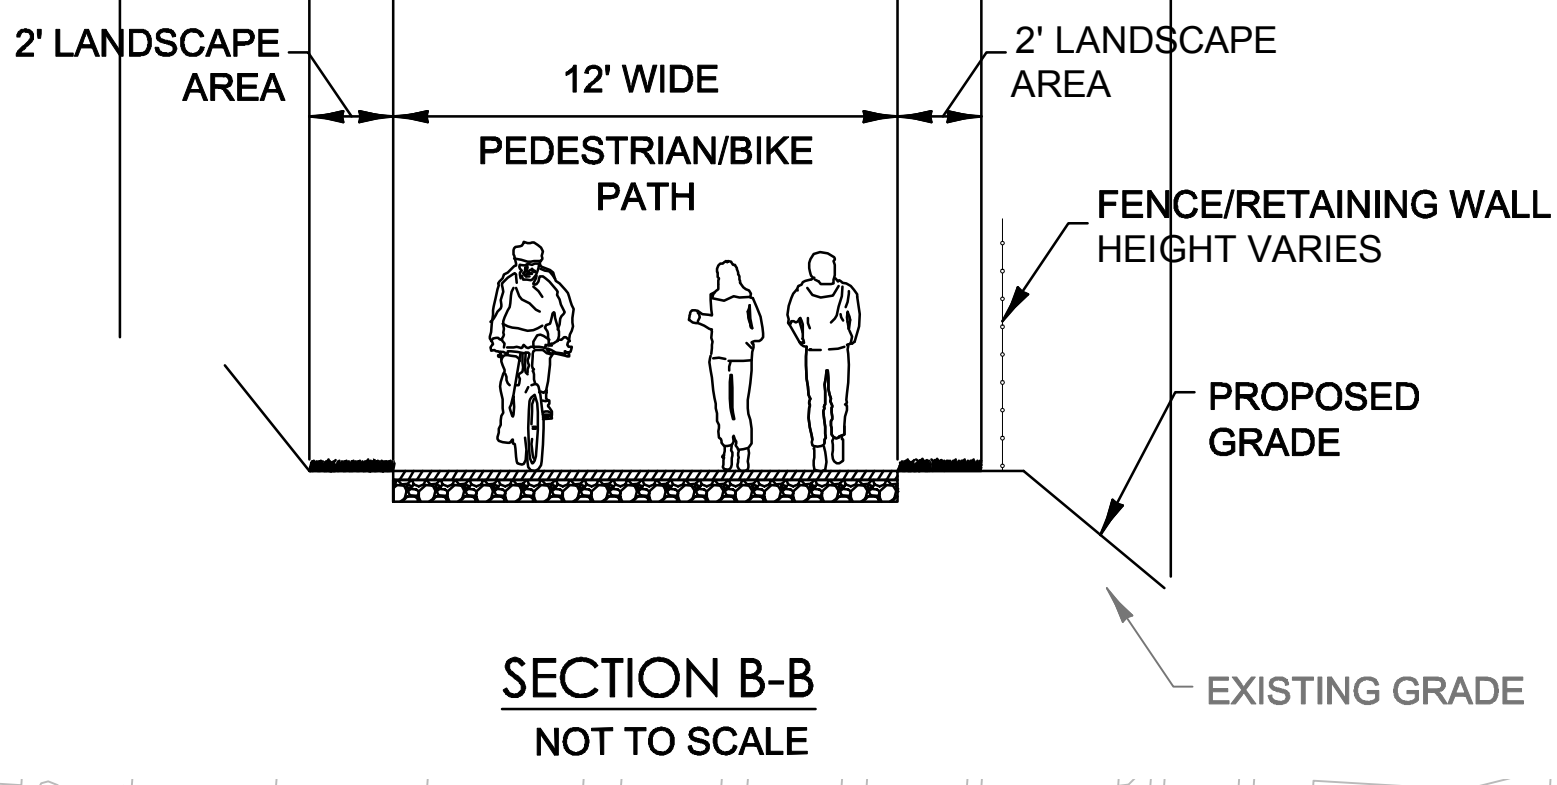 2' LANDSCAPE
AREA
12' WIDE
PEDESTRIAN/BIKE
PATH
2' LANDSCAPE
AREA
FENCE/RETAINING WALL
HEIGHT VARIES
PROPOSED
GRADE
EXISTING GRADE
SECTION B-B
NOT TO SCALE